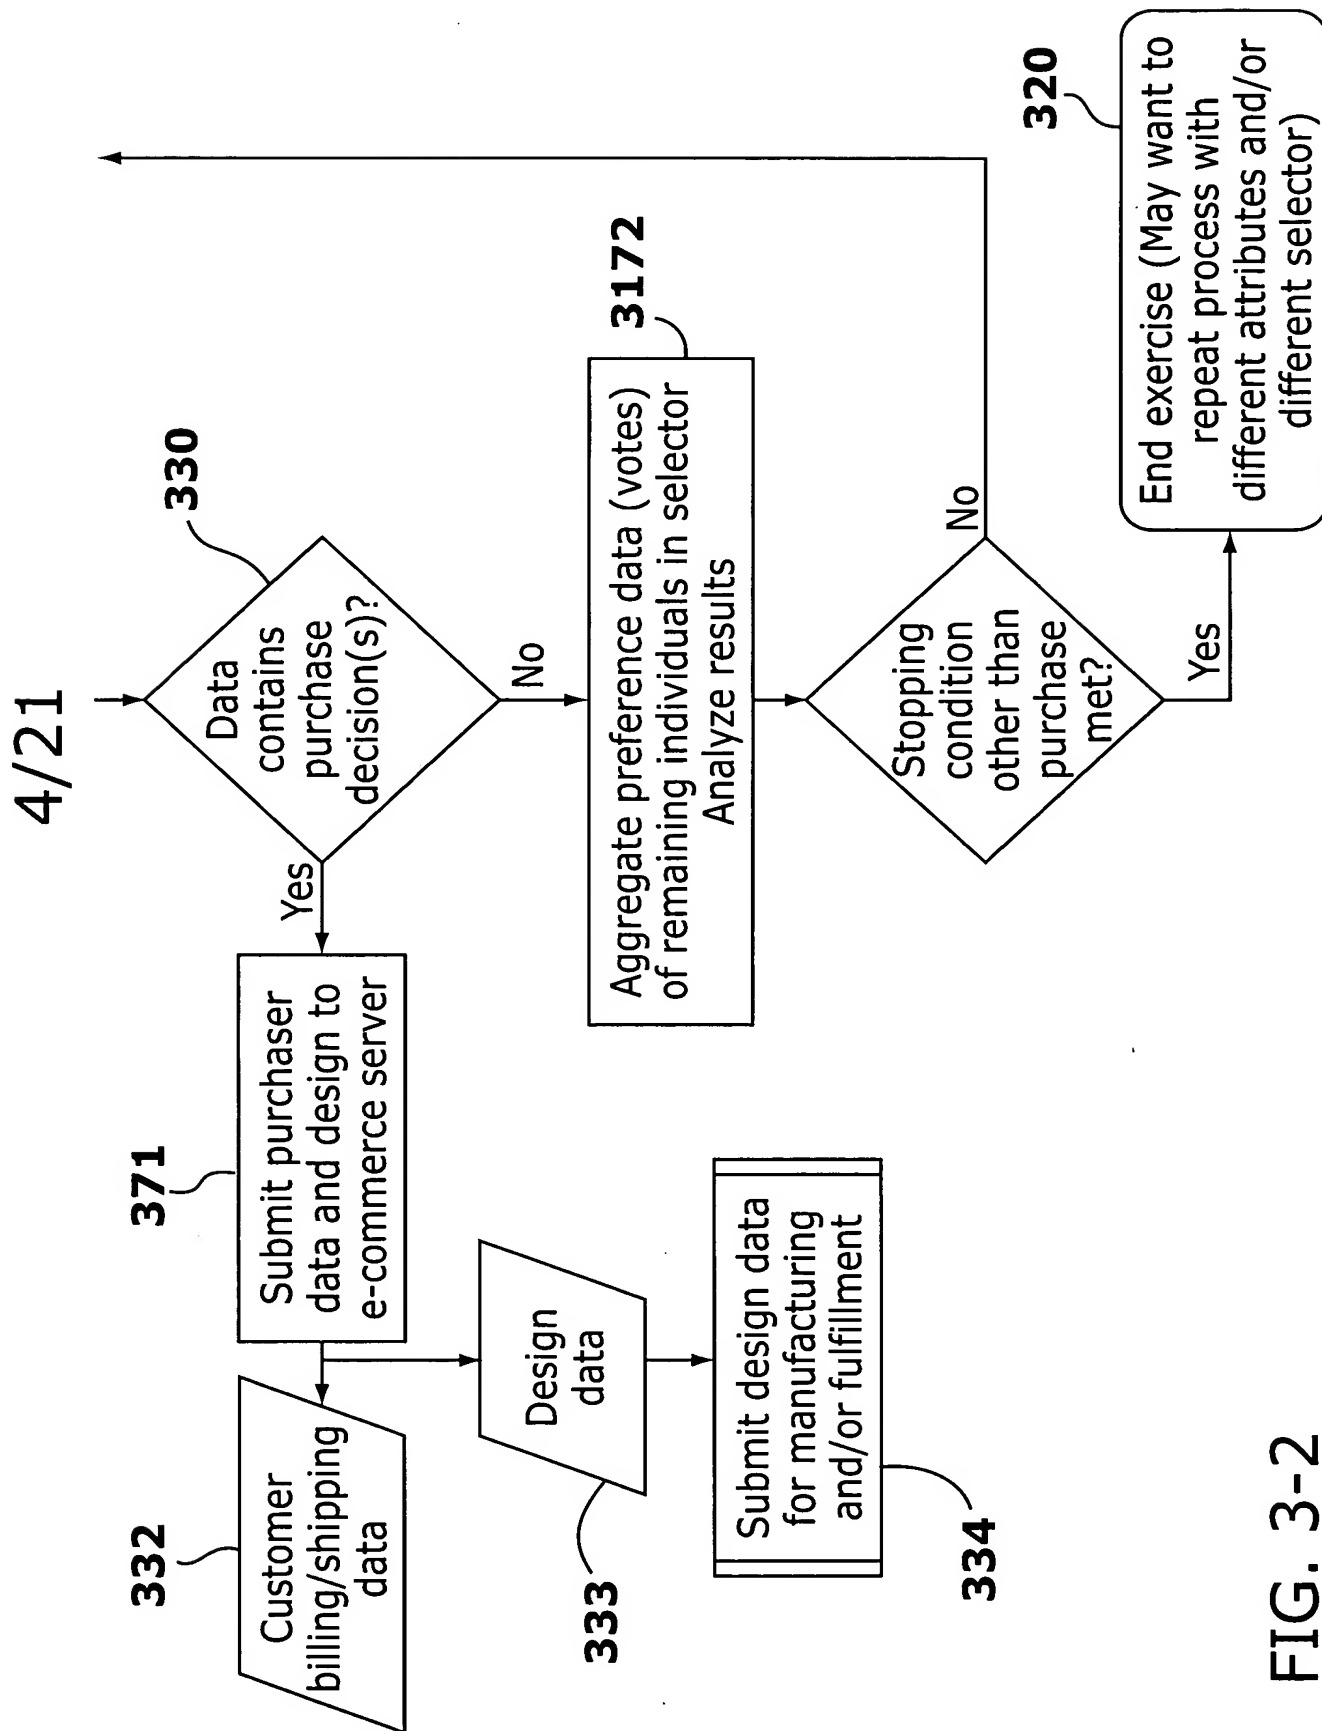 4/21
330
Data
contains
purchase
decision(s)?
Yes
No
371
Submit purchaser
data and design to
e-commerce server
332
Customer
billing/shipping
data
333
Design
data
Submit design data
for manufacturing
and/or fulfillment
334
3172
Aggregate preference data (votes)
of remaining individuals in selector
Analyze results
Stopping
condition
other than
purchase
met?
No
Yes
320
End exercise (May want to
repeat process with
different attributes and/or
different selector)
FIG. 3-2